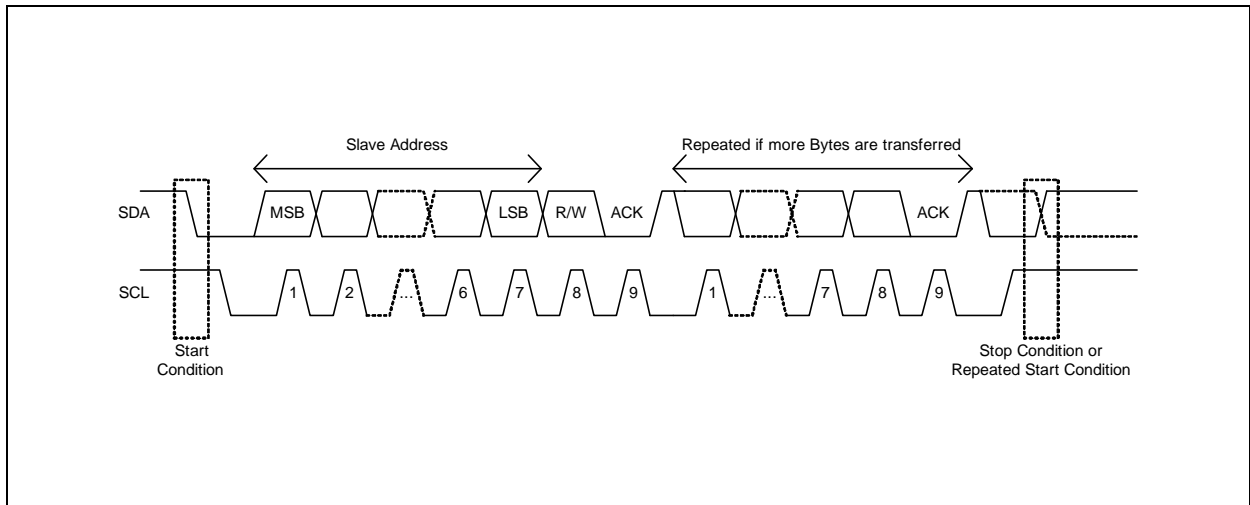 Slave Address
Repeated if more Bytes are transferred
SDA MSB LSB R/W ACK ACK
SCL 1 2 ... 6 7 8 9 1 ... 7 8 9
Start
Condition
Stop Condition or
Repeated Start Condition